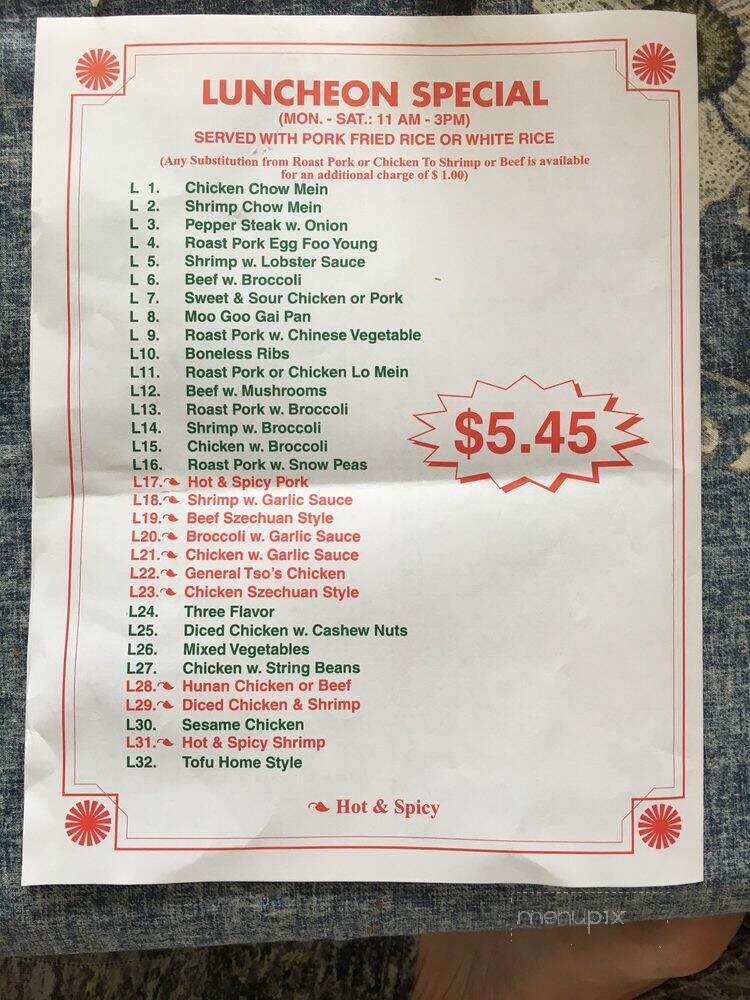 LUNCHEON SPECIAL
(MON. - SAT.: 11 AM - 3PM)
SERVED WITH PORK FRIED RICE OR WHITE RICE
(Any Substitution from Roast Pork or Chicken To Shrimp or Beef is available
for an additional charge of $ 1.00)
L 1. Chicken Chow Mein
L 2. Shrimp Chow Mein
L 3. Pepper Steak w. Onion
L 4. Roast Pork Egg Foo Young
L 5. Shrimp w. Lobster Sauce
L 6. Beef w. Broccoli
L 7. Sweet & Sour Chicken or Pork
L 8. Moo Goo Gai Pan
L 9. Roast Pork w. Chinese Vegetable
L10. Boneless Ribs
L11. Roast Pork or Chicken Lo Mein
L12. Beef w. Mushrooms
L13. Roast Pork w. Broccoli
L14. Shrimp w. Broccoli
L15. Chicken w. Broccoli
L16. Roast Pork w. Snow Peas
L17. Hot & Spicy Pork
L18. Shrimp w. Garlic Sauce
L19. Beef Szechuan Style
L20. Broccoli w. Garlic Sauce
L21. Chicken w. Garlic Sauce
L22. General Tso's Chicken
L23. Chicken Szechuan Style
L24. Three Flavor
L25. Diced Chicken w. Cashew Nuts
L26. Mixed Vegetables
L27. Chicken w. String Beans
L28. Hunan Chicken or Beef
L29. Diced Chicken & Shrimp
L30. Sesame Chicken
L31. Hot & Spicy Shrimp
L32. Tofu Home Style
$5.45
Hot & Spicy
menupix